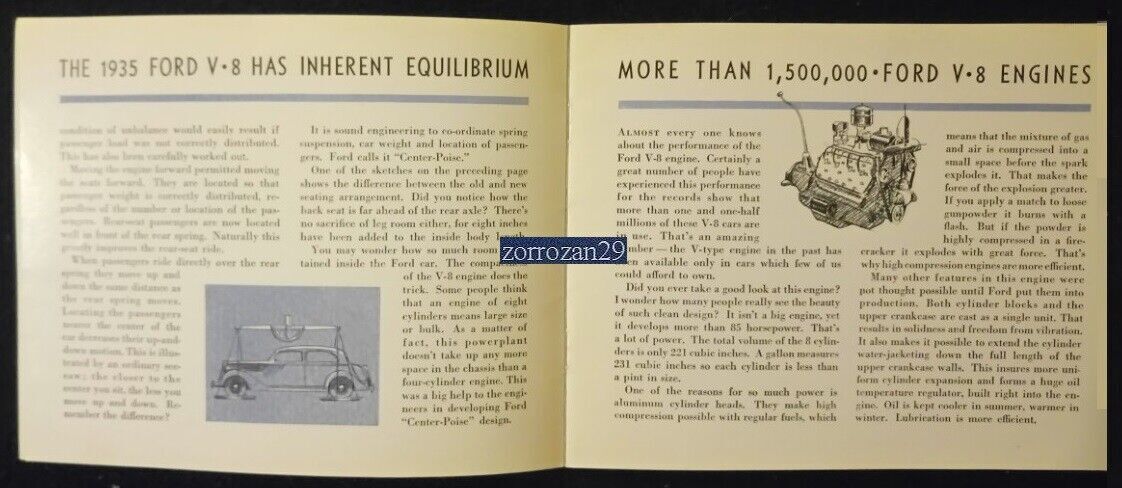 THE 1935 FORD V·8 HAS INHERENT EQUILIBRIUM
condition of unbalance would easily result if
passenger load was not correctly distributed.
This has also been carefully worked out.
Moving the engine forward permitted moving
the seats forward. They are located so that
passenger weight is correctly distributed, re-
gardless of the number or location of the pas-
sengers. Rear-seat passengers are now located
well in front of the rear spring. Naturally this
greatly improves the rear-seat ride.
When passengers ride directly over the rear
spring they move up and
down the same distance as
the rear spring moves.
Locating the passengers
nearer the center of the
car decreases their up-and-
down motion. This is illus-
trated by an ordinary see-
saw; the closer to the
center you sit, the less you
move up and down. Re-
member the difference?
It is sound engineering to co-ordinate spring
suspension, car weight and location of passen-
gers. Ford calls it "Center-Poise."
One of the sketches on the preceding page
shows the difference between the old and new
seating arrangement. Did you notice how the
back seat is far ahead of the rear axle? There's
no sacrifice of leg room either, for eight inches
have been added to the inside body length.
You may wonder how so much room
tained inside the Ford car. The
of the V-8 engine does the
trick. Some people think
that an engine of eight
cylinders means large size
or bulk. As a matter of
fact, this powerplant
doesn't take up any more
space in the chassis than a
four-cylinder engine. This
was a big help to the engi-
neers in developing Ford
"Center-Poise" design.
zorrozan29
MORE THAN 1,500,000·FORD V·8 ENGINES
ALMOST every one knows
about the performance of the
Ford V-8 engine. Certainly a
great number of people have
experienced this performance
for the records show that
more than one and one-half
millions of these V-8 cars are
in use. That's an amazing
number—the V-type engine in the past has
been available only in cars which few of us
could afford to own.
Did you ever take a good look at this engine?
I wonder how many people really see the beauty
of such clean design? It isn't a big engine, yet
it develops more than 85 horsepower. That's
a lot of power. The total volume of the 8 cylin-
ders is only 221 cubic inches. A gallon measures
231 cubic inches so each cylinder is less than
a pint in size.
One of the reasons for so much power is
aluminum cylinder heads. They make high
compression possible with regular fuels, which
means that the mixture of gas
and air is compressed into a
small space before the spark
explodes it. That makes the
force of the explosion greater.
If you apply a match to loose
gunpowder it burns with a
flash. But if the powder is
highly compressed in a fire-
cracker it explodes with great force. That's
why high compression engines are more efficient.
Many other features in this engine were
not thought possible until Ford put them into
production. Both cylinder blocks and the
upper crankcase are cast as a single unit. That
results in solidness and freedom from vibration.
It also makes it possible to extend the cylinder
water-jacketing down the full length of the
upper crankcase walls. This insures more uni-
form cylinder expansion and forms a huge oil
temperature regulator, built right into the en-
gine. Oil is kept cooler in summer, warmer in
winter. Lubrication is more efficient.